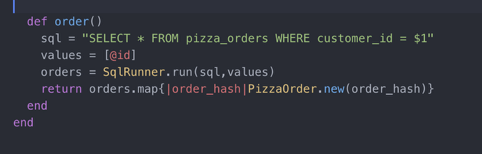 def order()
sql = "SELECT * FROM pizza_orders WHERE customer_id = $1"
values = [@id]
orders = SqlRunner.run(sql,values)
return orders.map{|order_hash|PizzaOrder.new(order_hash)}
end
end